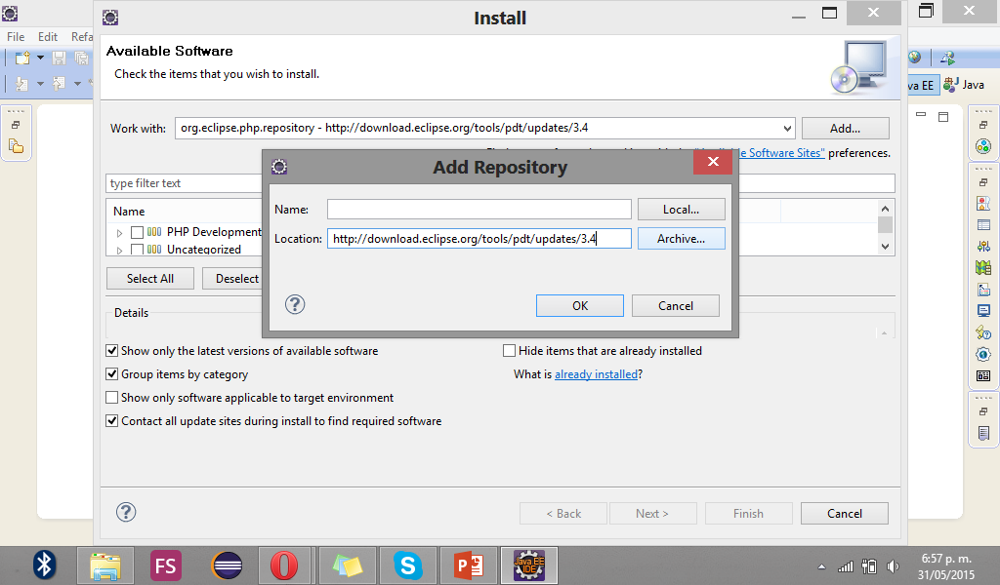 Install
File Edit Refa
Available Software
Check the items that you wish to install.
va EE Java
Work with: org.eclipse.php.repository - http://download.eclipse.org/tools/pdt/updates/3.4 Add...
Software Sites" preferences.
Add Repository
type filter text
Name
Name: Local...
PHP Development
Location: http://download.eclipse.org/tools/pdt/updates/3.4 Archive...
Uncategorized
Select All Deselect
? OK Cancel
Details
Show only the latest versions of available software Hide items that are already installed
Group items by category What is already installed?
Show only software applicable to target environment
Contact all update sites during install to find required software
? < Back Next > Finish Cancel
FS
Java EE
IDE
6:57 p. m.
31/05/2015